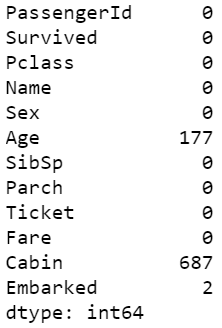 PassengerId 0
Survived 0
Pclass 0
Name 0
Sex 0
Age 177
SibSp 0
Parch 0
Ticket 0
Fare 0
Cabin 687
Embarked 2
dtype: int64